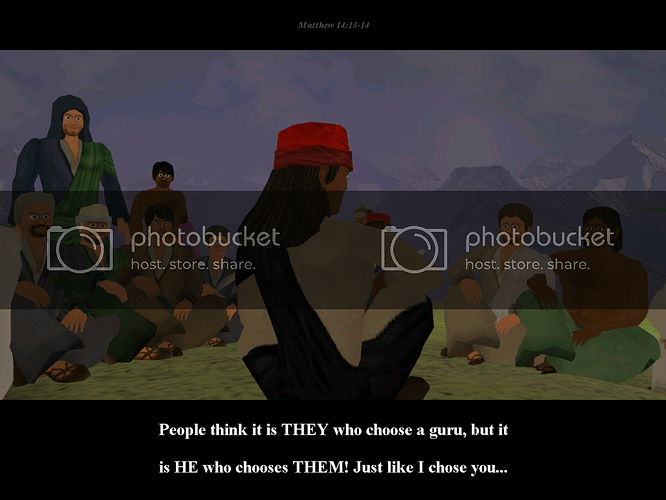 Matthew 14:13-14
photobucket photobucket
host. store. share. host. store. share.
People think it is THEY who choose a guru, but it
is HE who chooses THEM! Just like I chose you...